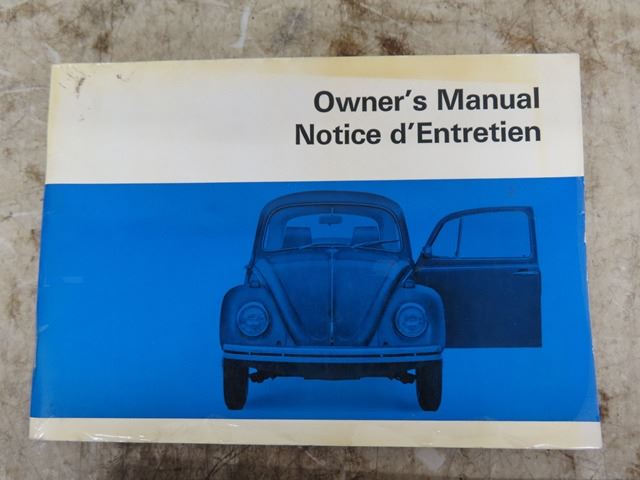 Owner's Manual
Notice d'Entretien